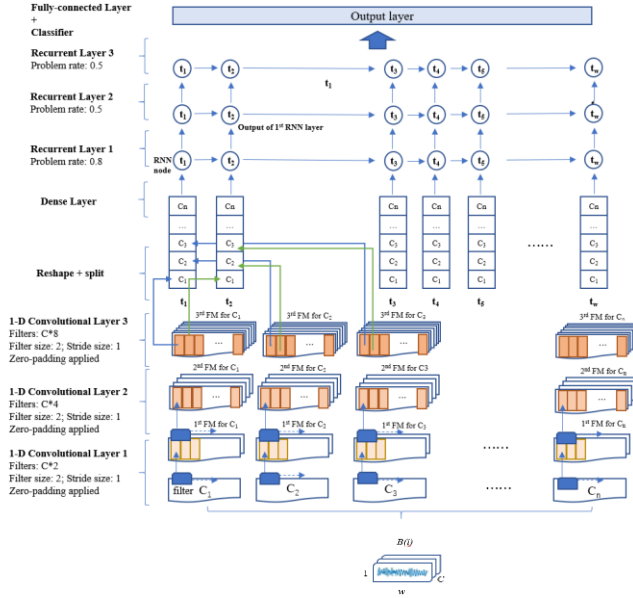 Fully-connected Layer
+
Classifier
Output layer
Recurrent Layer 3
Problem rate: 0.5
t1 t2 t3 t4 t5 tw
t1
Recurrent Layer 2
Problem rate: 0.5
t1 t2 t3 t4 t5 tw
Output of 1st RNN layer
Recurrent Layer 1
Problem rate: 0.8
RNN
node
t1 t2 t3 t4 t5 tw
Dense Layer
Cn Cn Cn Cn Cn Cn
... ... ... ... ... ...
C3 C3 C3 C3 C3 C3
C2 C2 C2 C2 C2 C2
C1 C1 C1 C1 C1 C1
......
Reshape + split
t1 t2 t3 t4 t5 tw
3rd FM for C1 3rd FM for C2 3rd FM for C3 3rd FM for Cn
1-D Convolutional Layer 3
Filters: C*8
Filter size: 2; Stride size: 1
Zero-padding applied
... ... ... ...
2nd FM for C1 2nd FM for C2 2nd FM for C3 2nd FM for Cn
1-D Convolutional Layer 2
Filters: C*4
Filter size: 2; Stride size: 1
Zero-padding applied
... ... ... ...
1st FM for C1 1st FM for C2 1st FM for C3 1st FM for Cn
1-D Convolutional Layer 1
Filters: C*2
Filter size: 2; Stride size: 1
Zero-padding applied
......
filter C1 C2 C3 ...... Cn
B(i)
1 C
W